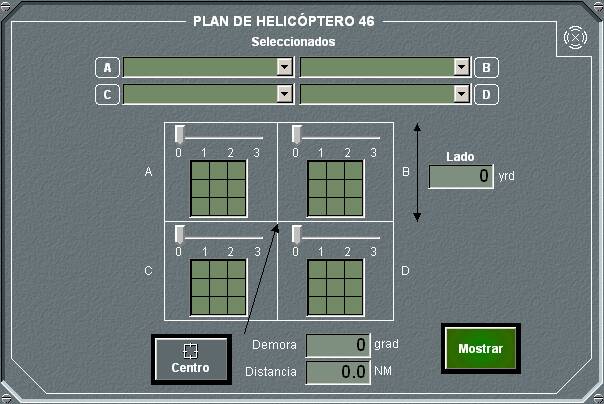 PLAN DE HELICÓPTERO 46
Seleccionados
A B
C D
0 1 2 3 0 1 2 3
A B
Lado
0 yrd
0 1 2 3 0 1 2 3
C D
Centro
Demora 0 grad
Distancia 0.0 NM
Mostrar